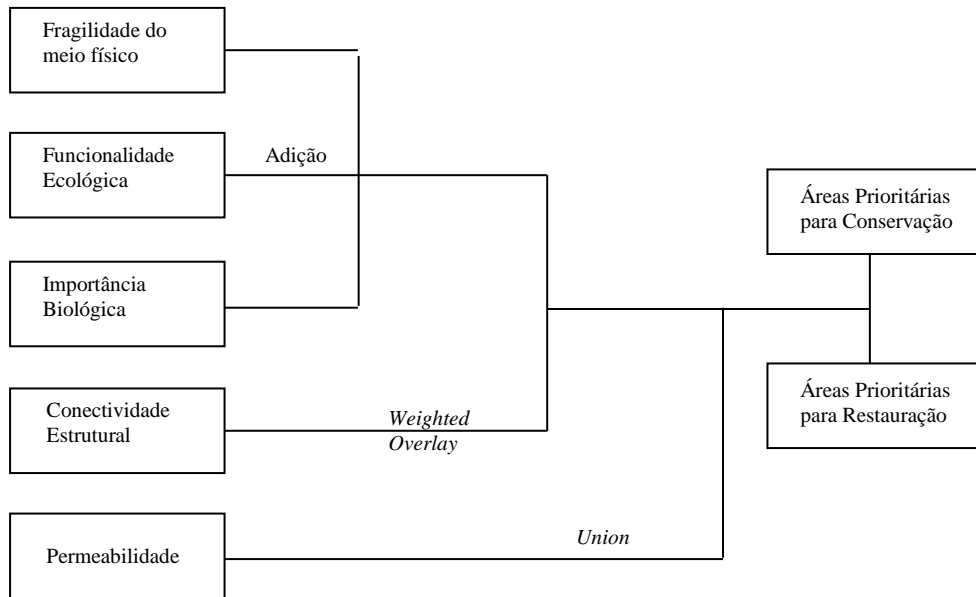 Fragilidade do
meio físico
Funcionalidade
Ecológica
Adição
Importância
Biológica
Conectividade
Estrutural
Weighted
Overlay
Permeabilidade
Union
Áreas Prioritárias
para Conservação
Áreas Prioritárias
para Restauração